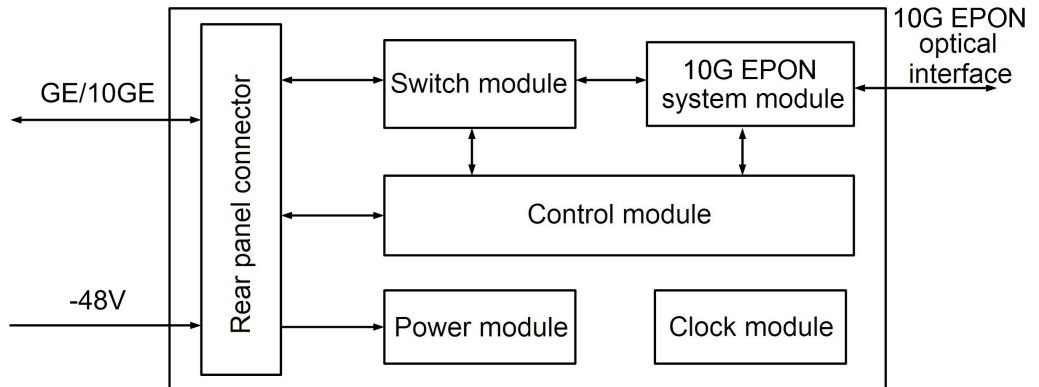 10G EPON
optical
interface
GE/10GE
-48V
Rear panel connector
Switch module
10G EPON
system module
Control module
Power module
Clock module